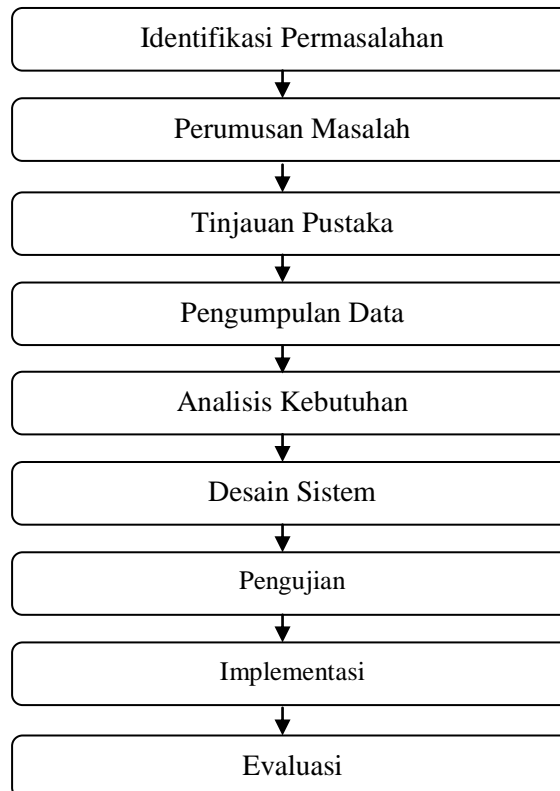 Identifikasi Permasalahan
Perumusan Masalah
Tinjauan Pustaka
Pengumpulan Data
Analisis Kebutuhan
Desain Sistem
Pengujian
Implementasi
Evaluasi